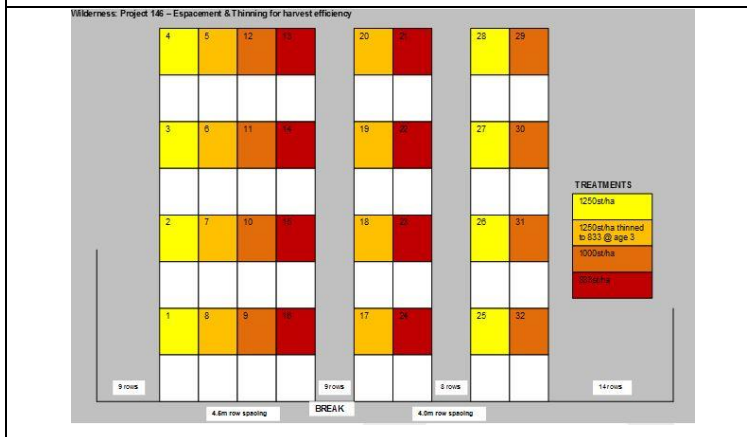 Wilderness: Project 146 – Espacement & Thinning for harvest efficiency
4 5 12 13 20 21 28 29
3 6 11 14 19 22 27 30
2 7 10 15 18 23 26 31
1 8 9 16 17 24 25 32
TREATMENTS
1250st/ha
1250st/ha thinned
to 833 @ age 3
1000st/ha
9 rows
9 rows
8 rows
14 rows
row spacing
BREAK
4.0m row spacing